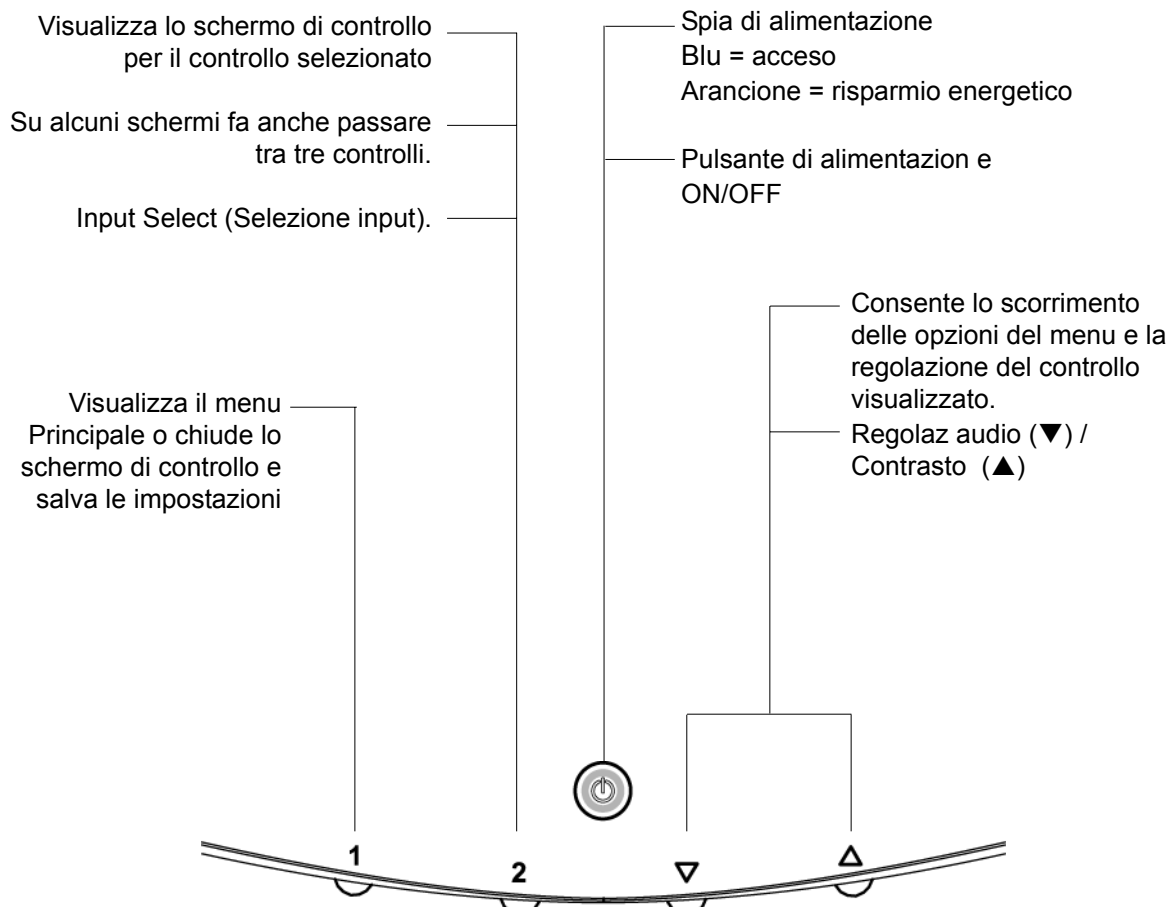 Visualizza lo schermo di controllo
per il controllo selezionato
Su alcuni schermi fa anche passare
tra tre controlli.
Input Select (Selezione input).
Visualizza il menu
Principale o chiude lo
schermo di controllo e
salva le impostazioni
Spia di alimentazione
Blu = acceso
Arancione = risparmio energetico
Pulsante di alimentazion e
ON/OFF
Consente lo scorrimento
delle opzioni del menu e la
regolazione del controllo
visualizzato.
Regolaz audio (▼) /
Contrasto (▲)
1
2
▽
△